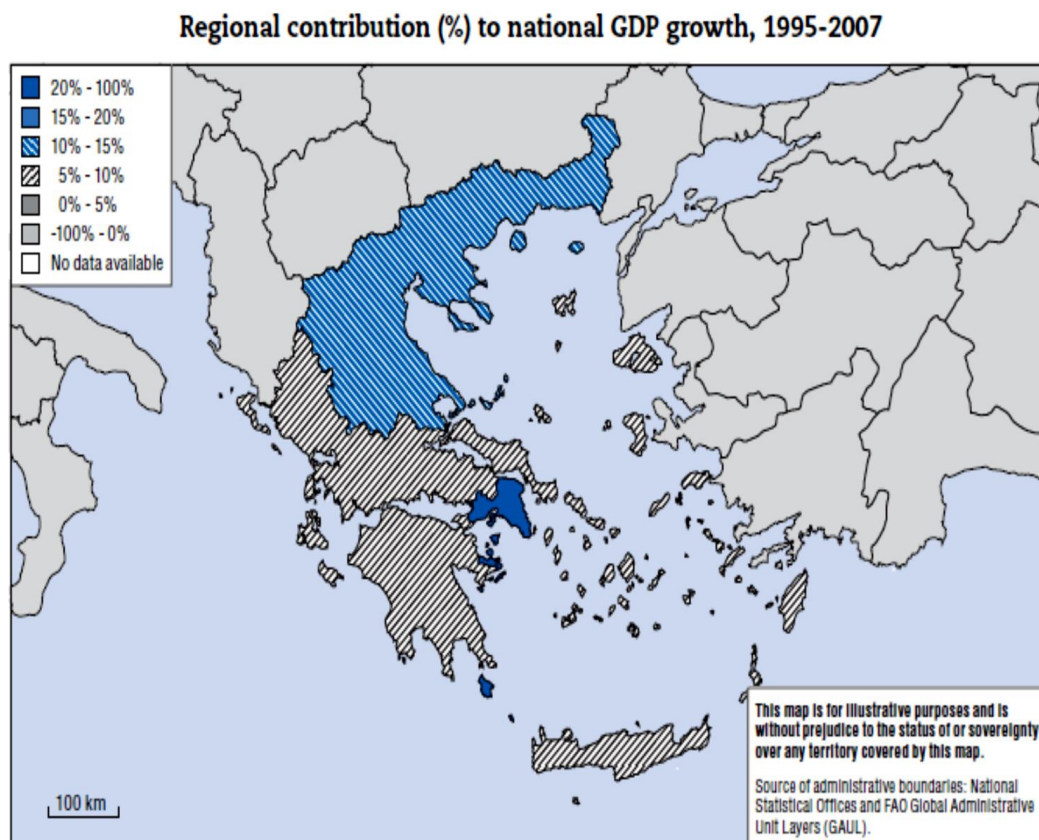 Regional contribution (%) to national GDP growth, 1995-2007
20% - 100%
15% - 20%
10% - 15%
5% - 10%
0% - 5%
-100% - 0%
No data available
100 km
This map is for illustrative purposes and is
without prejudice to the status of or sovereignty
over any territory covered by this map.
Source of administrative boundaries: National
Statistical Offices and FAO Global Administrative
Unit Layers (GAUL).